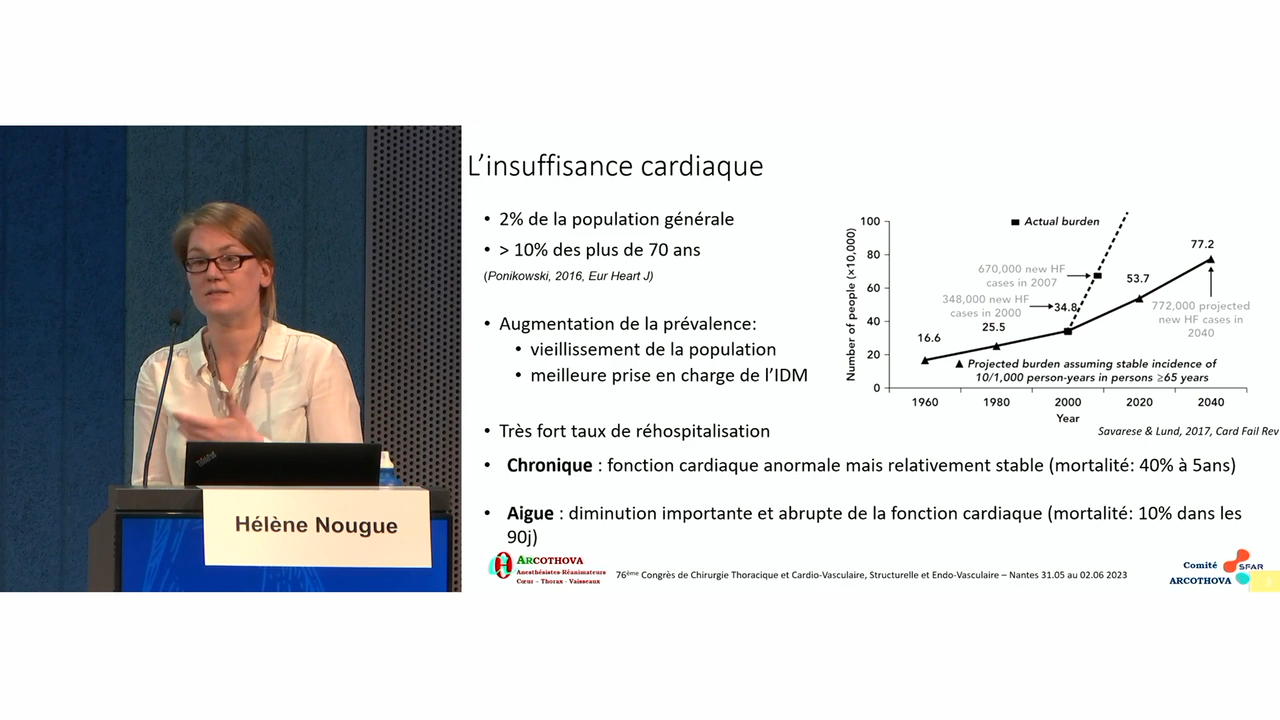 L'insuffisance cardiaque
• 2% de la population générale
• > 10% des plus de 70 ans
(Ponikowski, 2016, Eur Heart J)
• Augmentation de la prévalence:
• vieillissement de la population
• meilleure prise en charge de l'IDM
• Très fort taux de réhospitalisation
• Chronique : fonction cardiaque anormale mais relativement stable (mortalité: 40% à 5ans)
• Aigue : diminution importante et abrupte de la fonction cardiaque (mortalité: 10% dans les
90j)
Number of people (×10,000)
100
80
60
40
20
0
Actual burden
670,000 new HF
cases in 2007
348,000 new HF
cases in 2000
16.6
25.5
34.8
53.7
77.2
772,000 projected
new HF cases in
2040
Projected burden assuming stable incidence of
10/1,000 person-years in persons ≥65 years
1960
1980
2000
2020
2040
Year
Savarese & Lund, 2017, Card Fail Rev
ThinkPad
Hélène Nougue
ARCOTHOVA
Anesthésistes-Réanimateurs
Cœur - Thorax - Vaisseaux
76ème Congrès de Chirurgie Thoracique et Cardio-Vasculaire, Structurelle et Endo-Vasculaire – Nantes 31.05 au 02.06 2023
Comité
ARCOTHOVA
SFAR